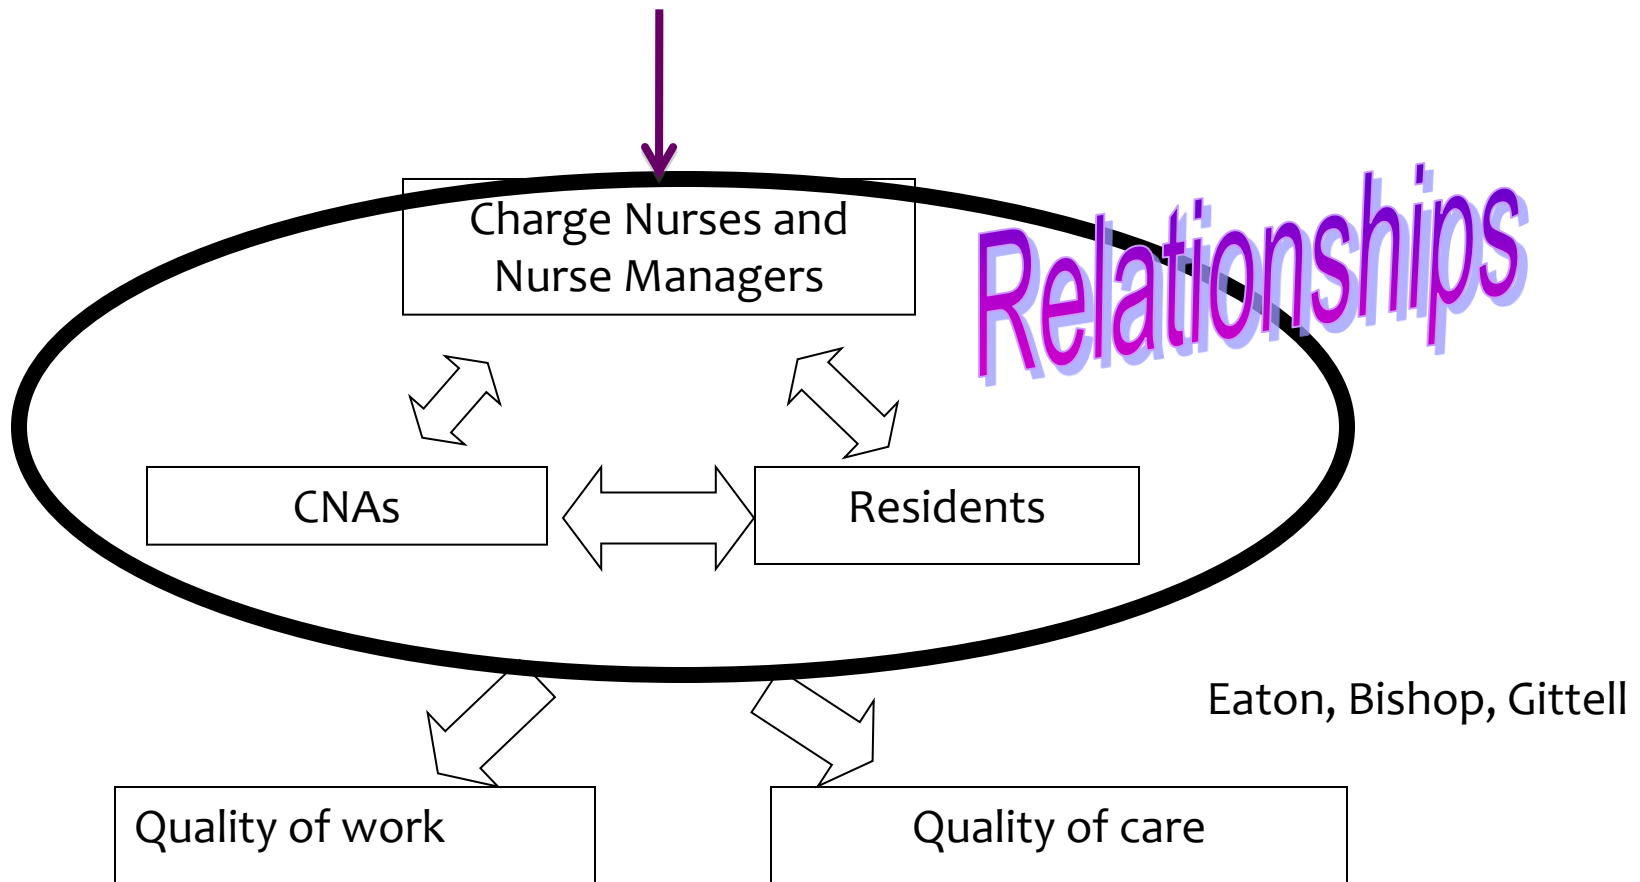 Charge Nurses and
Nurse Managers
Relationships
CNAs
Residents
Eaton, Bishop, Gittell
Quality of work
Quality of care